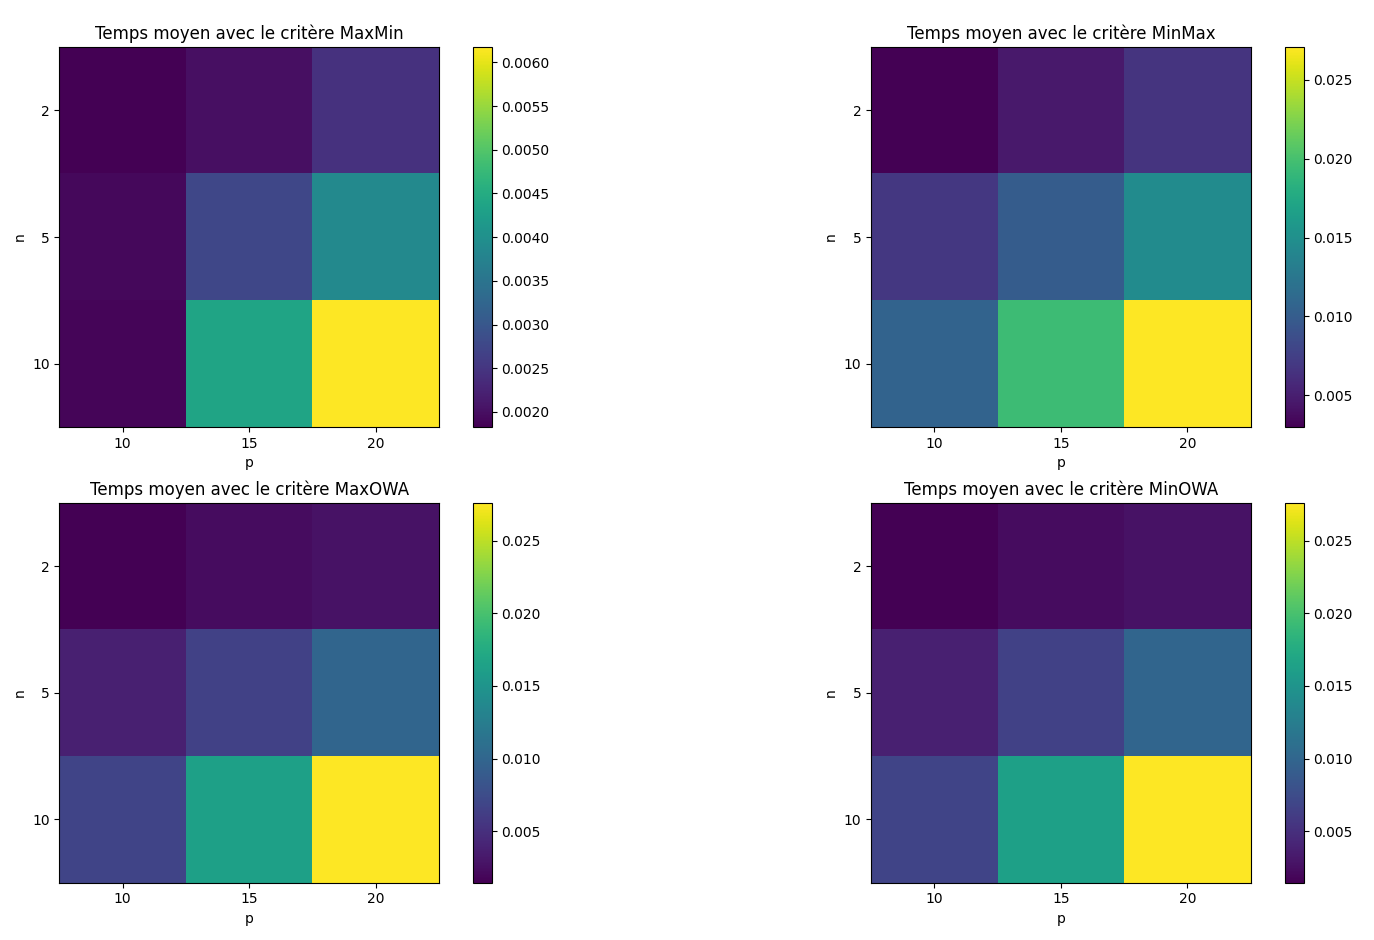 Temps moyen avec le critère MaxMin
n
2
5
10
10 15 20
p
0.0060
0.0055
0.0050
0.0045
0.0040
0.0035
0.0030
0.0025
0.0020
Temps moyen avec le critère MinMax
n
2
5
10
10 15 20
p
0.025
0.020
0.015
0.010
0.005
Temps moyen avec le critère MaxOWA
n
2
5
10
10 15 20
p
0.025
0.020
0.015
0.010
0.005
Temps moyen avec le critère MinOWA
n
2
5
10
10 15 20
p
0.025
0.020
0.015
0.010
0.005